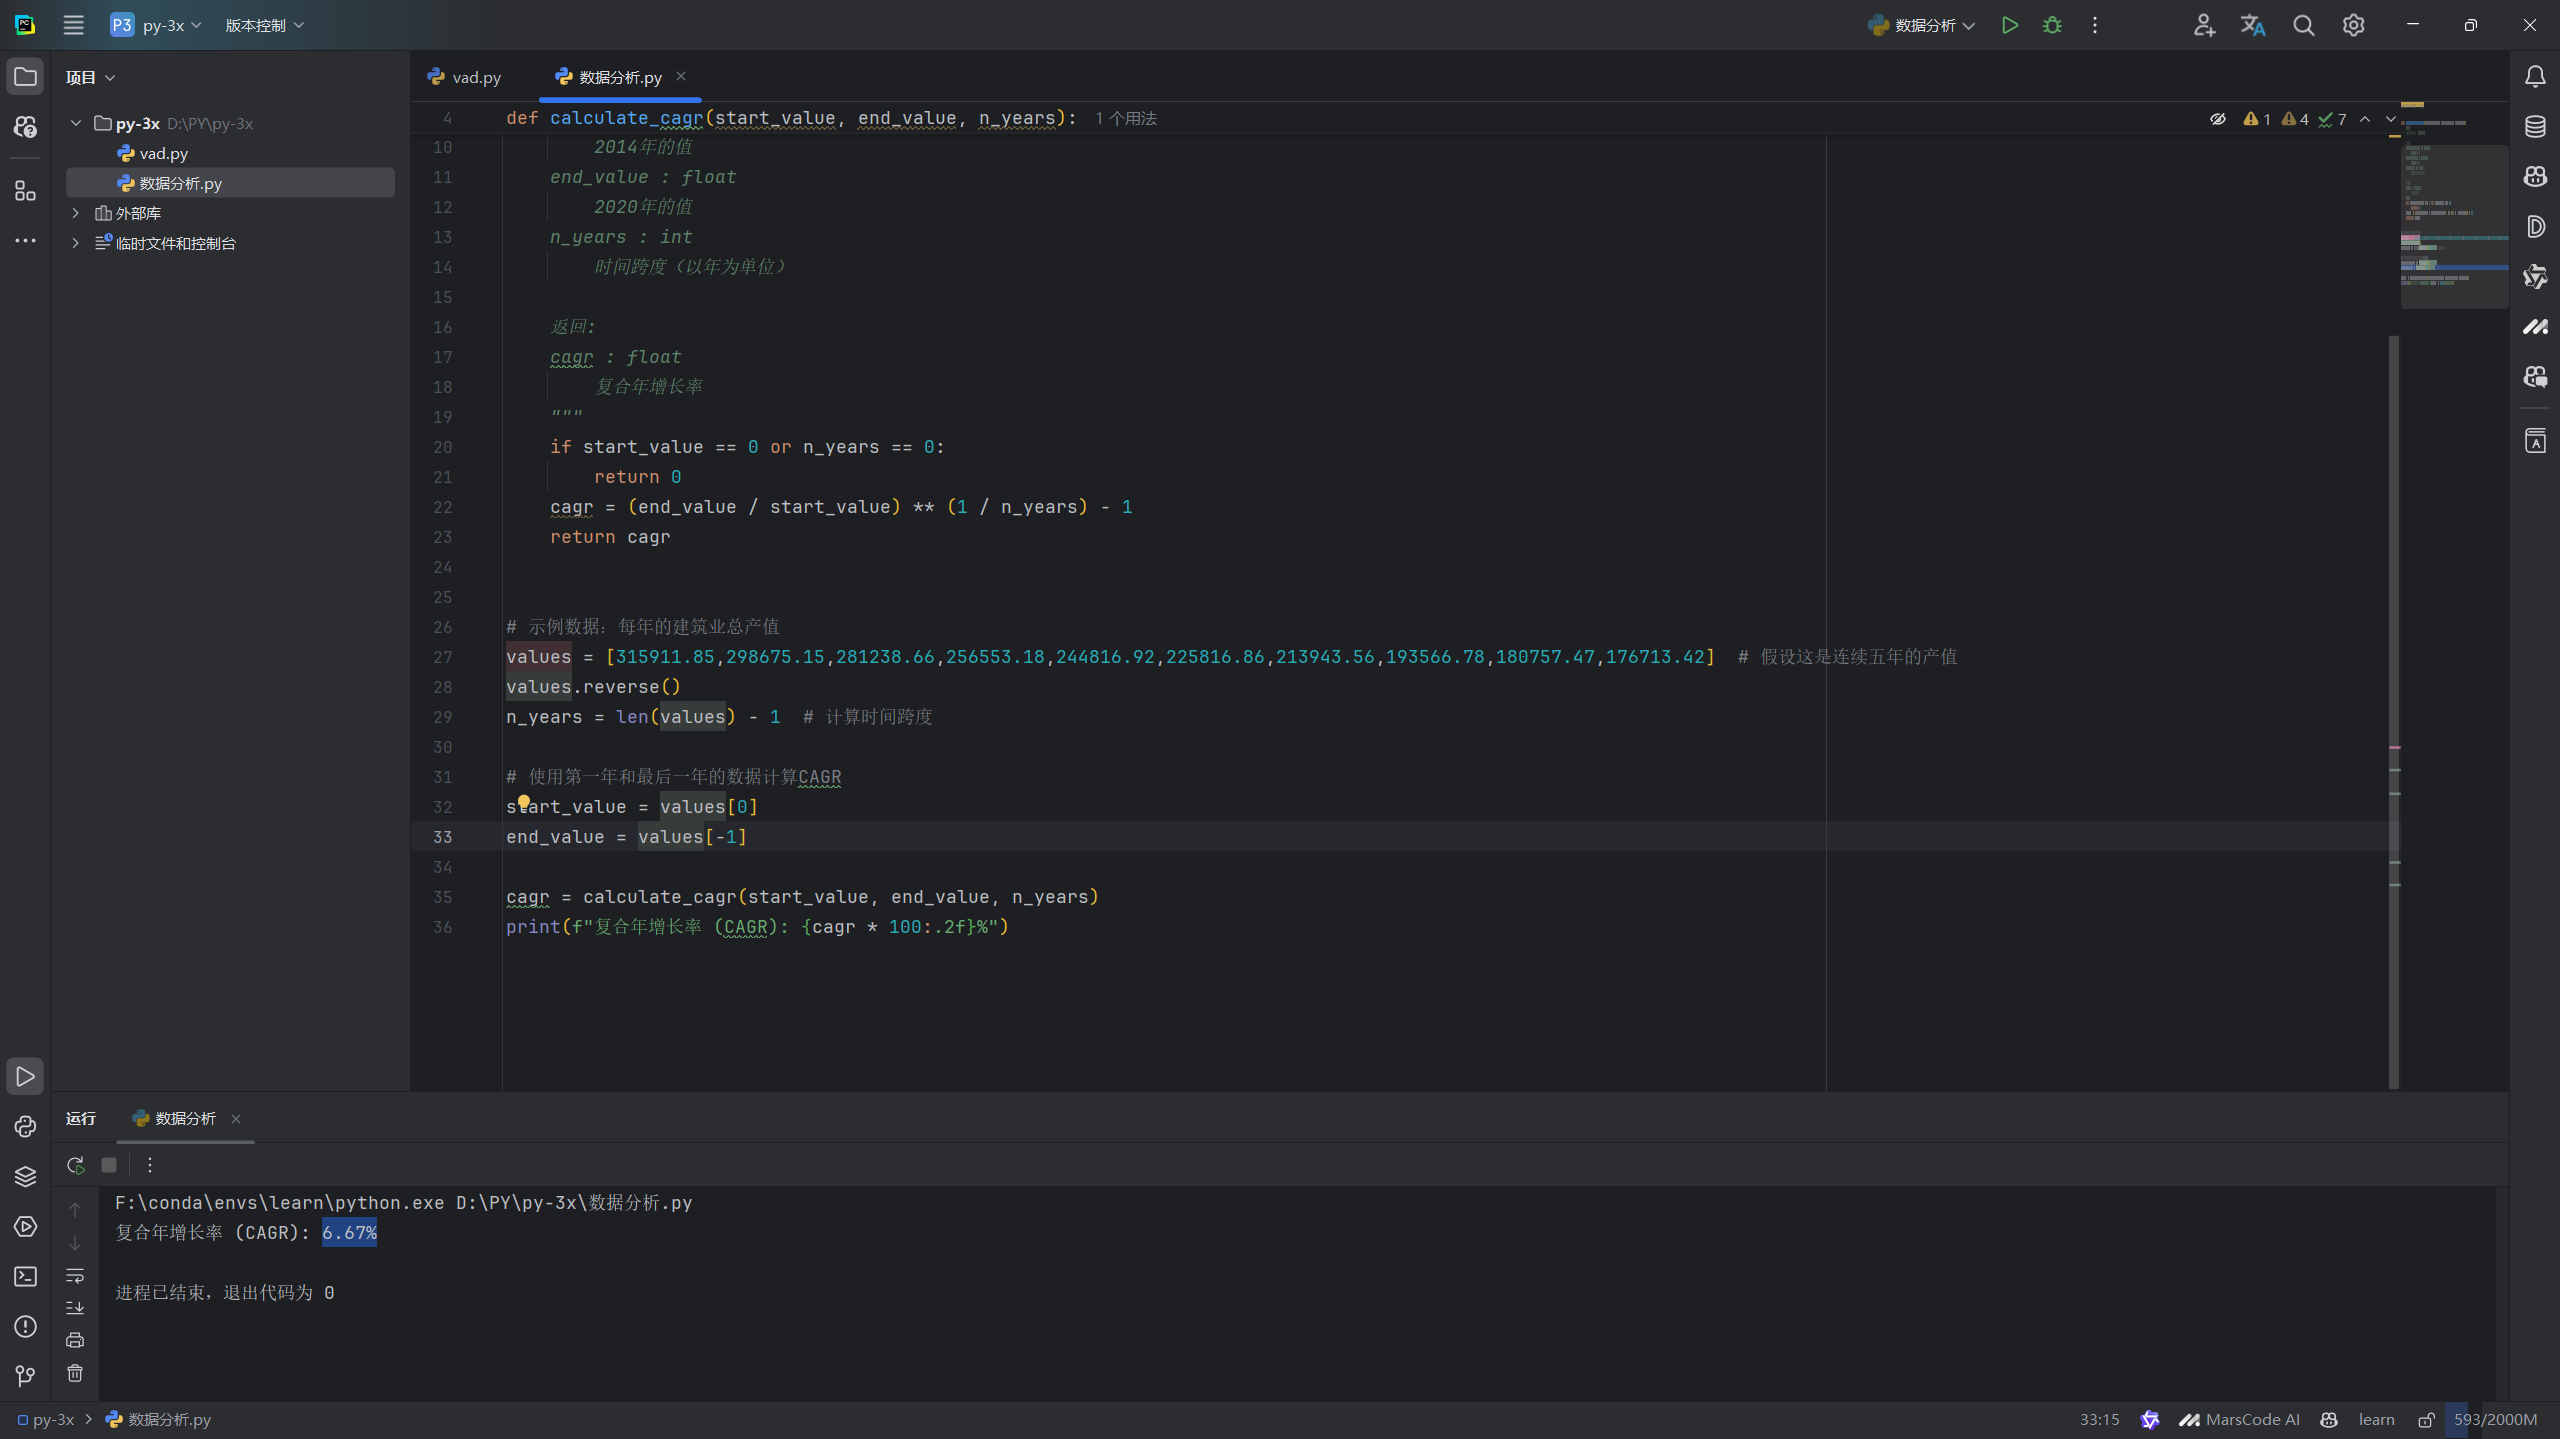 P3 py-3x 版本控制 数据分析
项目
py-3x D:\PY\py-3x
vad.py
数据分析.py
外部库
临时文件和控制台
vad.py 数据分析.py
4 def calculate_cagr(start_value, end_value, n_years): 1 个用法
1 4 7
10 2014年的值
11 end_value : float
12 2020年的值
13 n_years : int
14 时间跨度（以年为单位）
15
16 返回:
17 cagr : float
18 复合年增长率
19 """
20 if start_value == 0 or n_years == 0:
21 return 0
22 cagr = (end_value / start_value) ** (1 / n_years) - 1
23 return cagr
24
25
26 # 示例数据：每年的建筑业总产值
27 values = [315911.85,298675.15,281238.66,256553.18,244816.92,225816.86,213943.56,193566.78,180757.47,176713.42] # 假设这是连续五年的产值
28 values.reverse()
29 n_years = len(values) - 1 # 计算时间跨度
30
31 # 使用第一年和最后一年的数据计算CAGR
32 start_value = values[0]
33 end_value = values[-1]
34
35 cagr = calculate_cagr(start_value, end_value, n_years)
36 print(f"复合年增长率 (CAGR): {cagr * 100:.2f}%")
运行 数据分析
F:\conda\envs\learn\python.exe D:\PY\py-3x\数据分析.py
复合年增长率 (CAGR): 6.67%
进程已结束，退出代码为 0
py-3x 数据分析.py 33:15 MarsCode AI learn 593/2000M